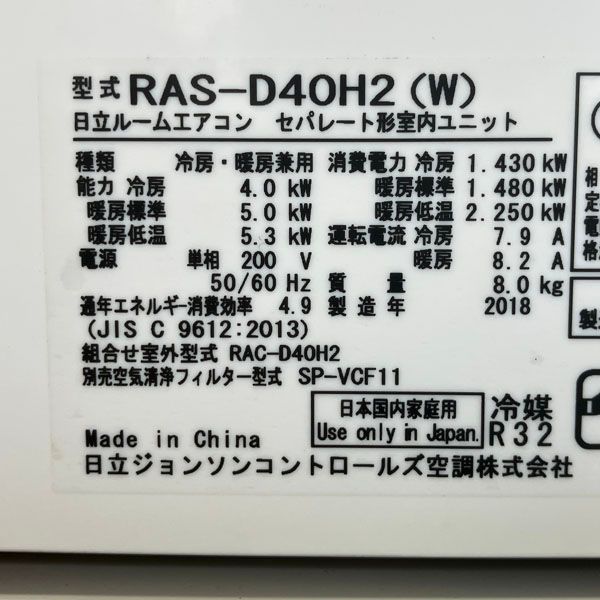 型式 RAS-D40H2(W)
日立ルームエアコン セパレート形室内ユニット
種類 冷房・暖房兼用 消費電力 冷房 1.430 kW
能力 冷房 4.0 kW 暖房標準 1.480 kW
暖房標準 5.0 kW 暖房低温 2.250 kW
暖房低温 5.3 kW 運転電流 冷房 7.9 A
電源 単相 200 V 暖房 8.2 A
50/60 Hz 質量 8.0 kg
通年エネルギー消費効率 4.9 製造年 2018
(JIS C 9612:2013)
組合せ室外型式 RAC-D40H2
別売空気清浄フィルター型式 SP-VCF11
日本国内家庭用
Use only in Japan.
冷媒
R32
Made in China
日立ジョンソンコントロールズ空調株式会社
相
定
電
格
製